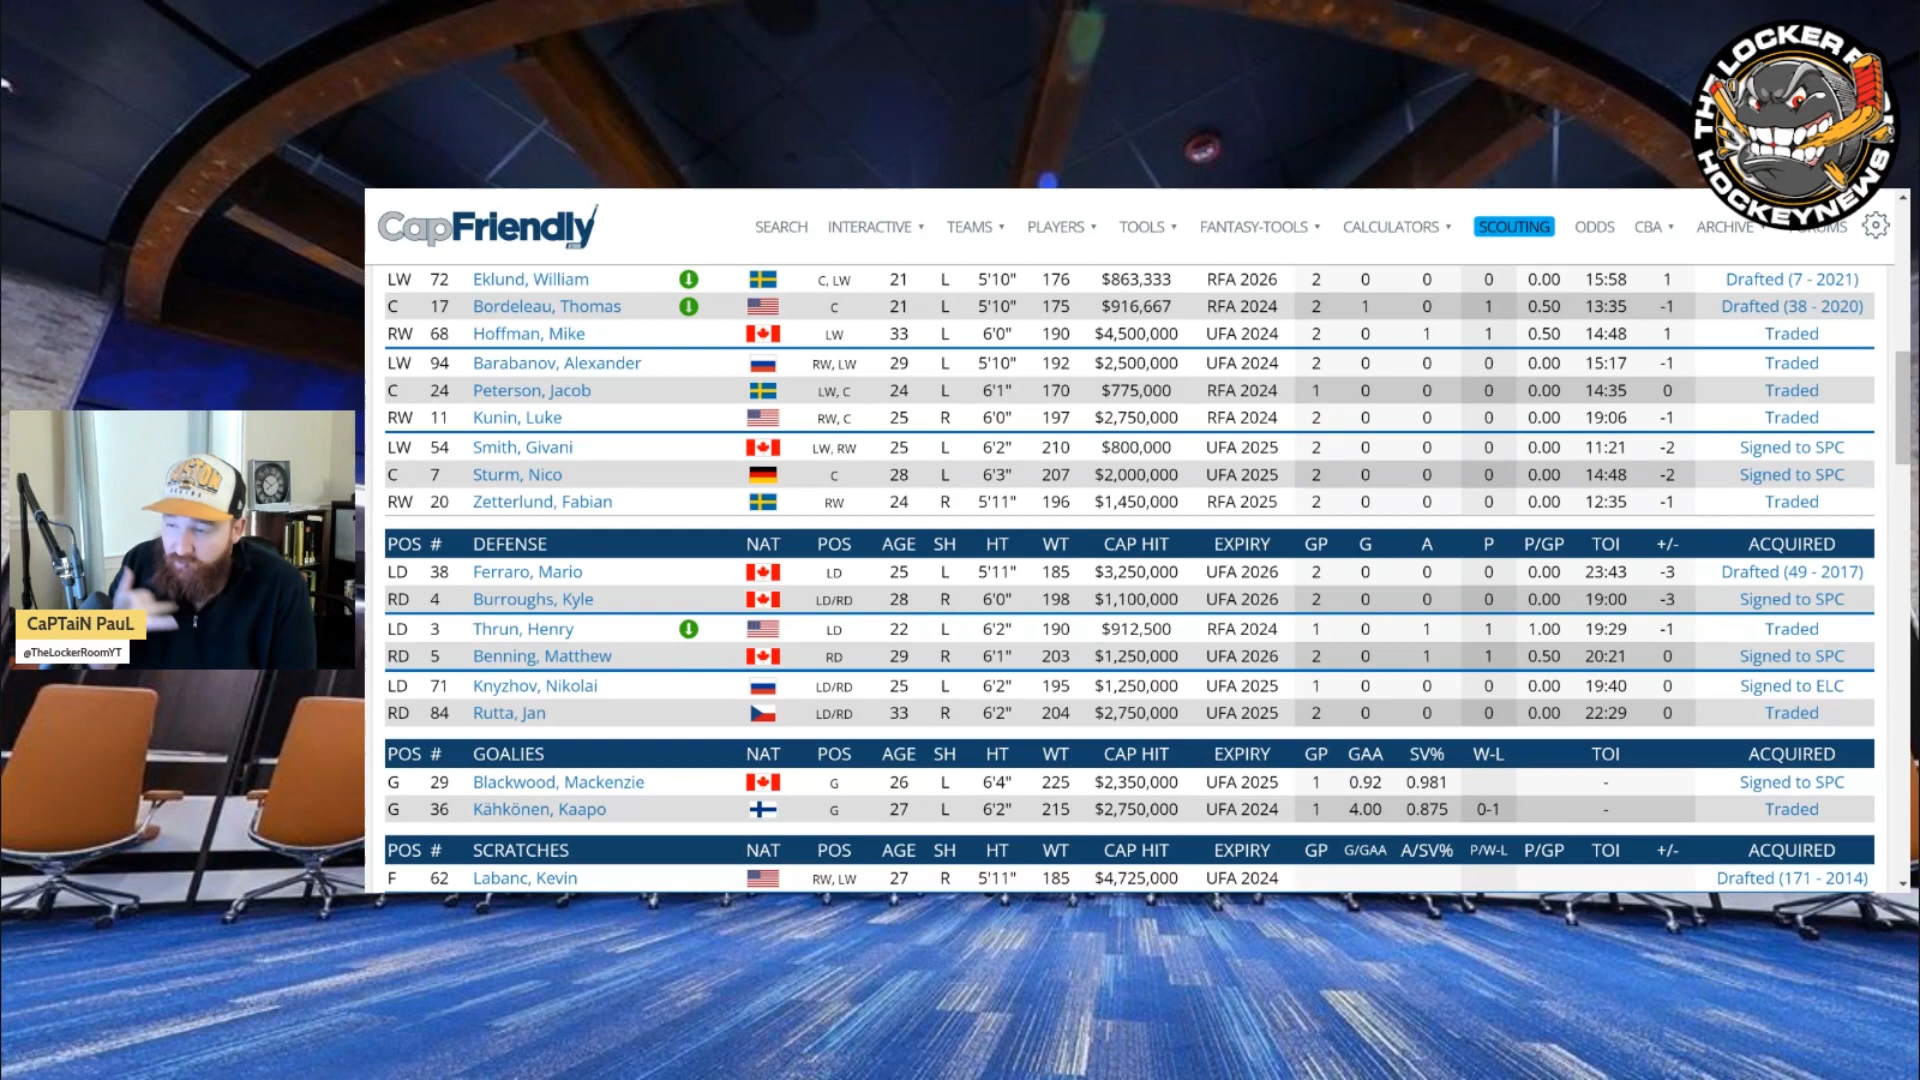 THE LOCKER R
HOCKEYNEWS
CapFriendly
SEARCH INTERACTIVE TEAMS PLAYERS TOOLS FANTASY-TOOLS CALCULATORS SCOUTING ODDS CBA ARCHIVE FORUMS
LW 72 Eklund, William C, LW 21 L 5'10" 176 $863,333 RFA 2026 2 0 0 0 0.00 15:58 1 Drafted (7 - 2021)
C 17 Bordeleau, Thomas C 21 L 5'10" 175 $916,667 RFA 2024 2 1 0 1 0.50 13:35 -1 Drafted (38 - 2020)
RW 68 Hoffman, Mike LW 33 L 6'0" 190 $4,500,000 UFA 2024 2 0 1 1 0.50 14:48 1 Traded
LW 94 Barabanov, Alexander RW, LW 29 L 5'10" 192 $2,500,000 UFA 2024 2 0 0 0 0.00 15:17 -1 Traded
C 24 Peterson, Jacob LW, C 24 L 6'1" 170 $775,000 RFA 2024 1 0 0 0 0.00 14:35 0 Traded
RW 11 Kunin, Luke RW, C 25 R 6'0" 197 $2,750,000 RFA 2024 2 0 0 0 0.00 19:06 -1 Traded
LW 54 Smith, Givani LW, RW 25 L 6'2" 210 $800,000 UFA 2025 2 0 0 0 0.00 11:21 -2 Signed to SPC
C 7 Sturm, Nico C 28 L 6'3" 207 $2,000,000 UFA 2025 2 0 0 0 0.00 14:48 -2 Signed to SPC
RW 20 Zetterlund, Fabian RW 24 R 5'11" 196 $1,450,000 RFA 2025 2 0 0 0 0.00 12:35 -1 Traded
POS # DEFENSE NAT POS AGE SH HT WT CAP HIT EXPIRY GP G A P P/GP TOI +/- ACQUIRED
LD 38 Ferraro, Mario LD 25 L 5'11" 185 $3,250,000 UFA 2026 2 0 0 0 0.00 23:43 -3 Drafted (49 - 2017)
RD 4 Burroughs, Kyle LD/RD 28 R 6'0" 198 $1,100,000 UFA 2026 2 0 0 0 0.00 19:00 -3 Signed to SPC
LD 3 Thrun, Henry LD 22 L 6'2" 190 $912,500 RFA 2024 1 0 1 1 1.00 19:29 -1 Traded
RD 5 Benning, Matthew RD 29 R 6'1" 203 $1,250,000 UFA 2026 2 0 1 1 0.50 20:21 0 Signed to SPC
LD 71 Knyzhov, Nikolai LD/RD 25 L 6'2" 195 $1,250,000 UFA 2025 1 0 0 0 0.00 19:40 0 Signed to ELC
RD 84 Rutta, Jan LD/RD 33 R 6'2" 204 $2,750,000 UFA 2025 2 0 0 0 0.00 22:29 0 Traded
POS # GOALIES NAT POS AGE SH HT WT CAP HIT EXPIRY GP GAA SV% W-L TOI ACQUIRED
G 29 Blackwood, Mackenzie G 26 L 6'4" 225 $2,350,000 UFA 2025 1 0.92 0.981 - Signed to SPC
G 36 Kähkönen, Kaapo G 27 L 6'2" 215 $2,750,000 UFA 2024 1 4.00 0.875 0-1 - Traded
POS # SCRATCHES NAT POS AGE SH HT WT CAP HIT EXPIRY GP G/GAA A/SV% P/W-L P/GP TOI +/- ACQUIRED
F 62 Labanc, Kevin RW, LW 27 R 5'11" 185 $4,725,000 UFA 2024 Drafted (171 - 2014)
CaPTaiN PauL
@TheLockerRoomYT